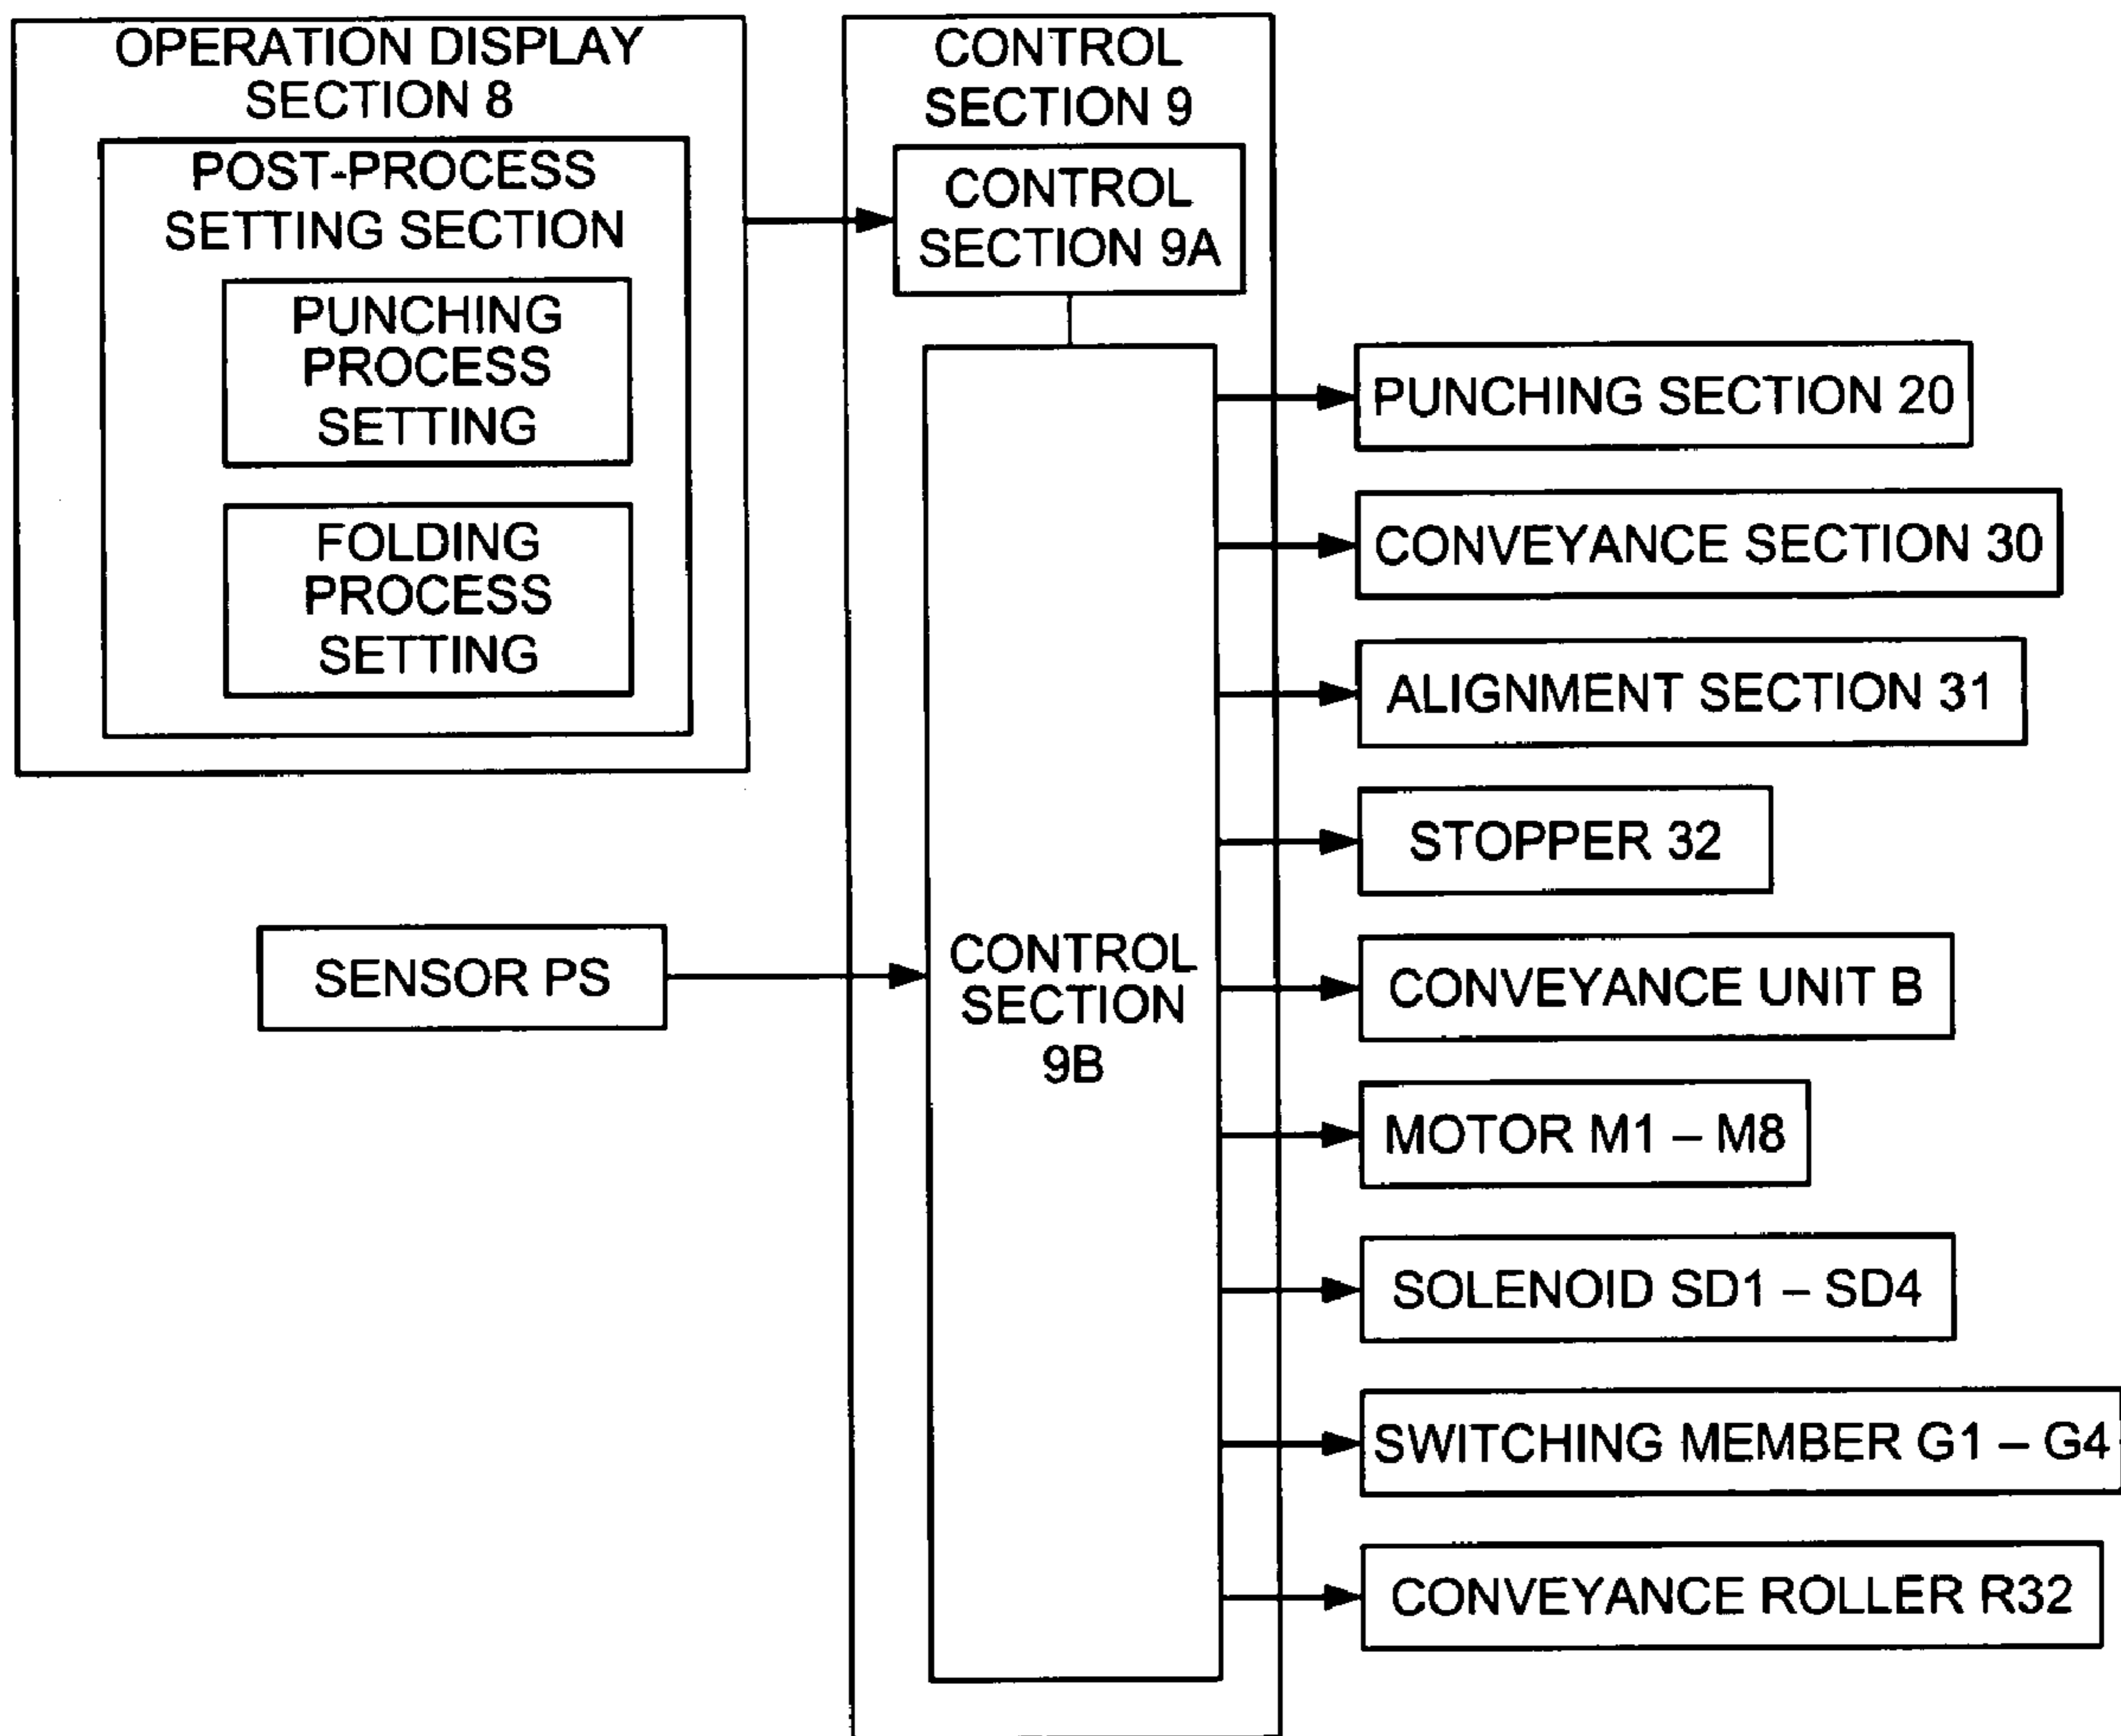 OPERATION DISPLAY
SECTION 8
POST-PROCESS
SETTING SECTION
PUNCHING
PROCESS
SETTING
FOLDING
PROCESS
SETTING
SENSOR PS
CONTROL
SECTION 9
CONTROL
SECTION 9A
CONTROL
SECTION
9B
PUNCHING SECTION 20
CONVEYANCE SECTION 30
ALIGNMENT SECTION 31
STOPPER 32
CONVEYANCE UNIT B
MOTOR M1 – M8
SOLENOID SD1 – SD4
SWITCHING MEMBER G1 – G4
CONVEYANCE ROLLER R32